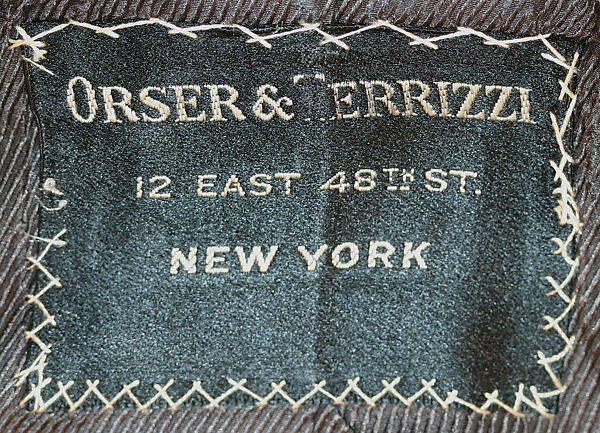 ORSER & TERRIZZI
12 EAST 48TH ST.
NEW YORK